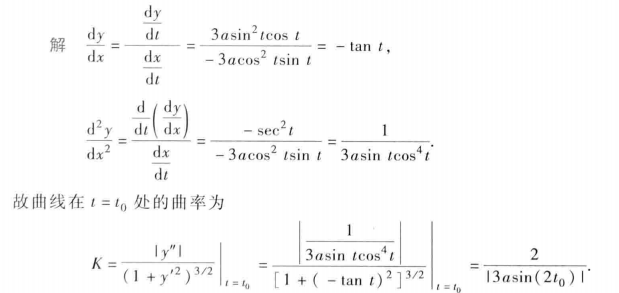 解 $\frac{dy}{dx}=\frac{\frac{dy}{dt}}{\frac{dx}{dt}}=\frac{3a\sin^2 t\cos t}{-3a\cos^2 t\sin t}=-\tan t,$
$\frac{d^2y}{dx^2}=\frac{\frac{d}{dt}\left(\frac{dy}{dx}\right)}{\frac{dx}{dt}}=\frac{-\sec^2 t}{-3a\cos^2 t\sin t}=\frac{1}{3a\sin t\cos^4 t}.$
故曲线在 $t=t_0$ 处的曲率为
$K=\frac{|y''|}{(1+y'^2)^{3/2}}\bigg|_{t=t_0}=\frac{\left|\frac{1}{3a\sin t\cos^4 t}\right|}{[1+(-\tan t)^2]^{3/2}}\bigg|_{t=t_0}=\frac{2}{|3a\sin(2t_0)|}.$